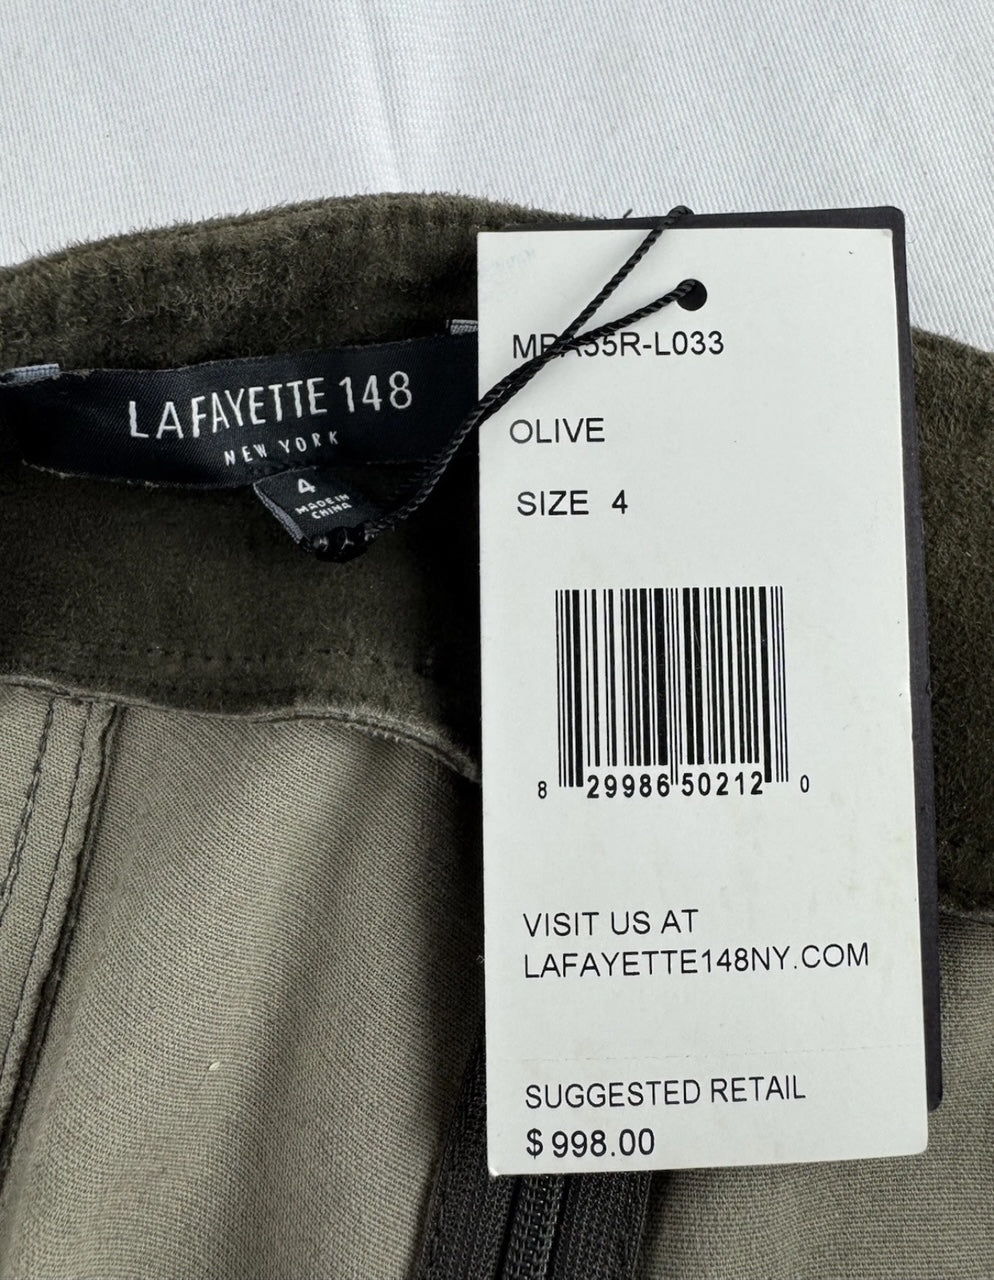 LAFAYETTE 148
NEW YORK
4
MADE IN
CHINA
OLIVE
SIZE 4
8 29986 50212 0
VISIT US AT
LAFAYETTE148NY.COM
SUGGESTED RETAIL
$ 998.00